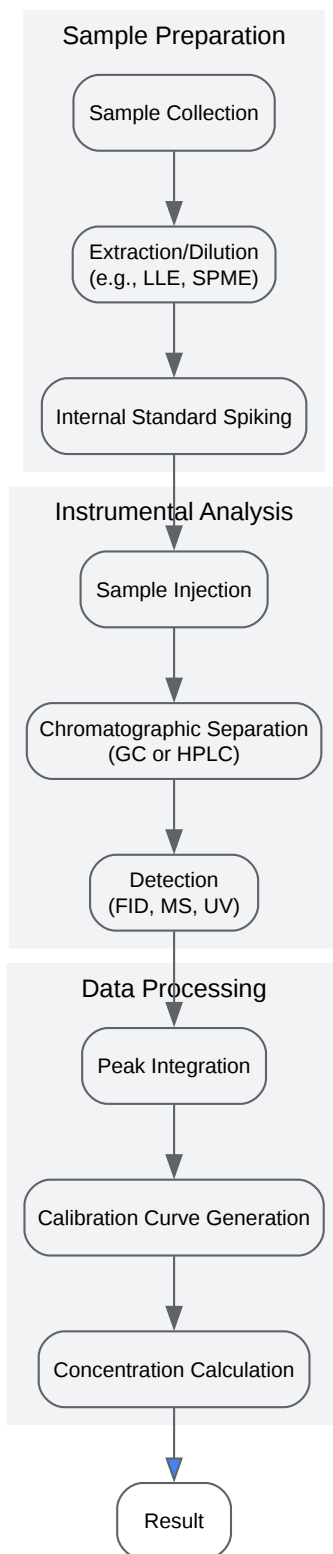 Sample Preparation
Sample Collection
Extraction/Dilution
(e.g., LLE, SPME)
Internal Standard Spiking
Instrumental Analysis
Sample Injection
Chromatographic Separation
(GC or HPLC)
Detection
(FID, MS, UV)
Data Processing
Peak Integration
Calibration Curve Generation
Concentration Calculation
Result